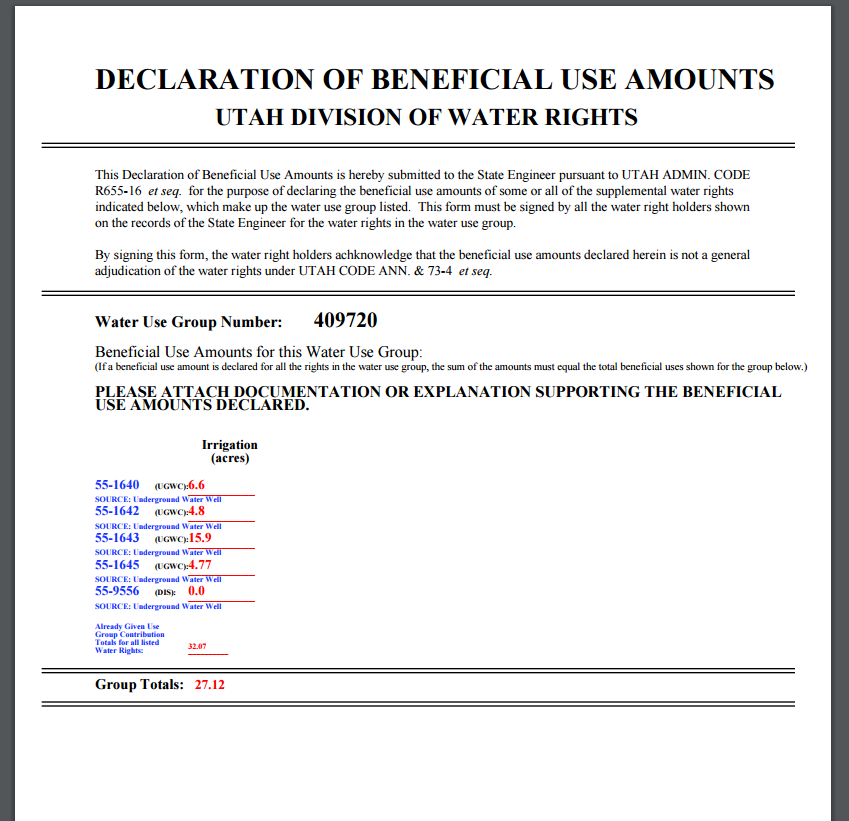 DECLARATION OF BENEFICIAL USE AMOUNTS
UTAH DIVISION OF WATER RIGHTS
This Declaration of Beneficial Use Amounts is hereby submitted to the State Engineer pursuant to UTAH ADMIN. CODE
R655-16 et seq. for the purpose of declaring the beneficial use amounts of some or all of the supplemental water rights
indicated below, which make up the water use group listed. This form must be signed by all the water right holders shown
on the records of the State Engineer for the water rights in the water use group.
By signing this form, the water right holders achknowledge that the beneficial use amounts declared herein is not a general
adjudication of the water rights under UTAH CODE ANN. & 73-4 et seq.
Water Use Group Number: 409720
Beneficial Use Amounts for this Water Use Group:
(If a beneficial use amount is declared for all the rights in the water use group, the sum of the amounts must equal the total beneficial uses shown for the group below.)
PLEASE ATTACH DOCUMENTATION OR EXPLANATION SUPPORTING THE BENEFICIAL
USE AMOUNTS DECLARED.
Irrigation
(acres)
55-1640 (UGWC):6.6
SOURCE: Underground Water Well
55-1642 (UGWC):4.8
SOURCE: Underground Water Well
55-1643 (UGWC):15.9
SOURCE: Underground Water Well
55-1645 (UGWC):4.77
SOURCE: Underground Water Well
55-9556 (DIS): 0.0
SOURCE: Underground Water Well
Already Given Use
Group Contribution
Totals for all listed
Water Rights: 32.07
Group Totals: 27.12